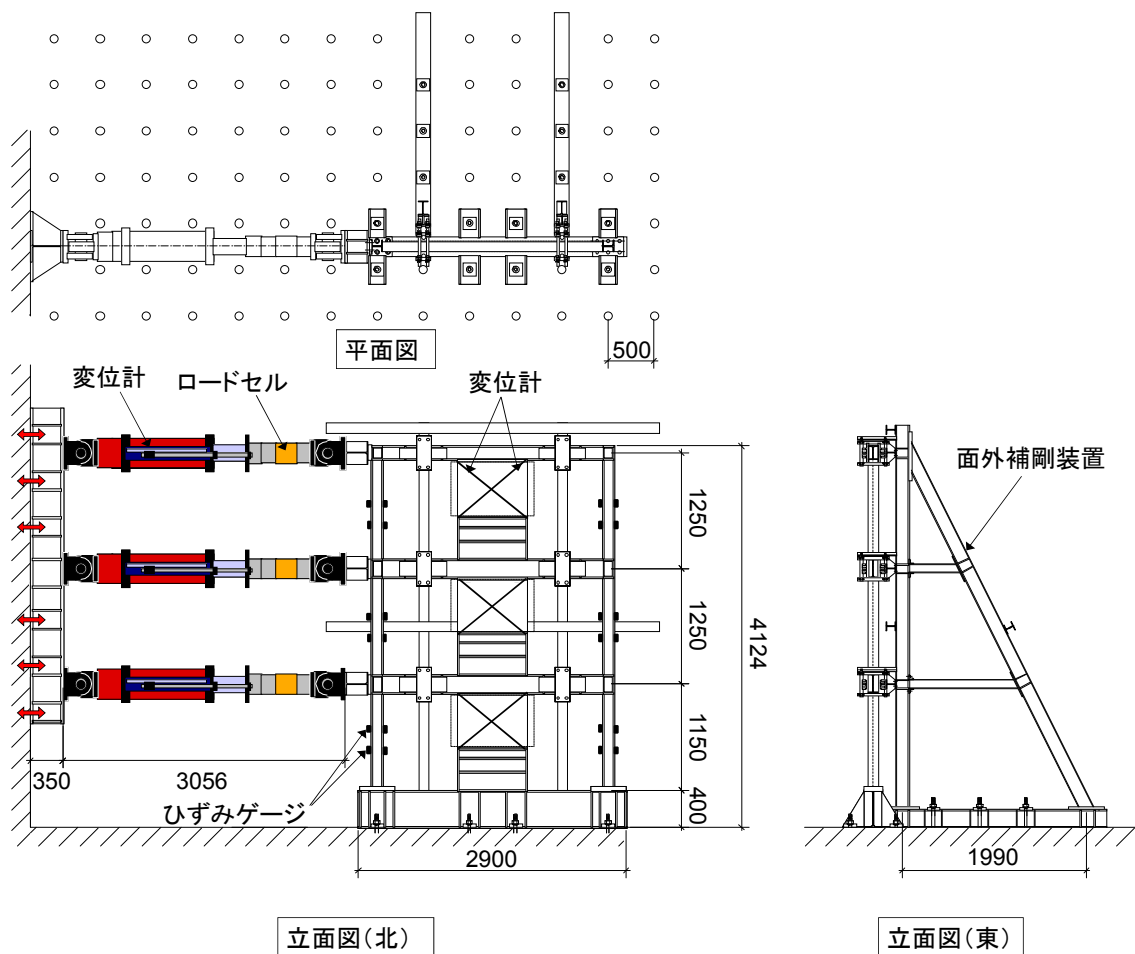 平面図
500
変位計
ロードセル
変位計
面外補剛装置
1250
1250
4124
1150
400
350
3056
ひずみゲージ
2900
1990
立面図(北)
立面図(東)